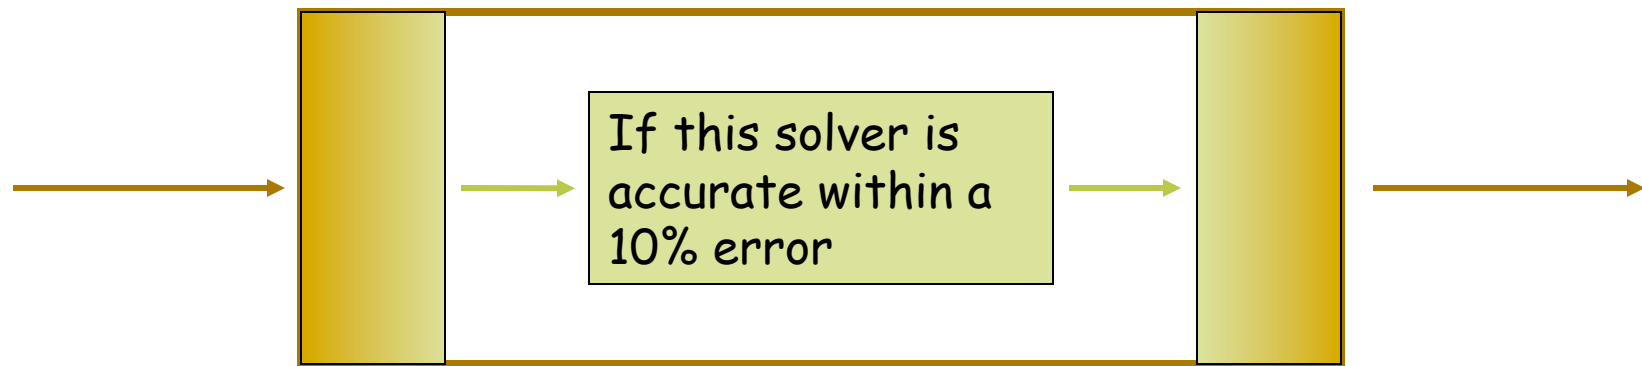 If this solver is
accurate within a
10% error